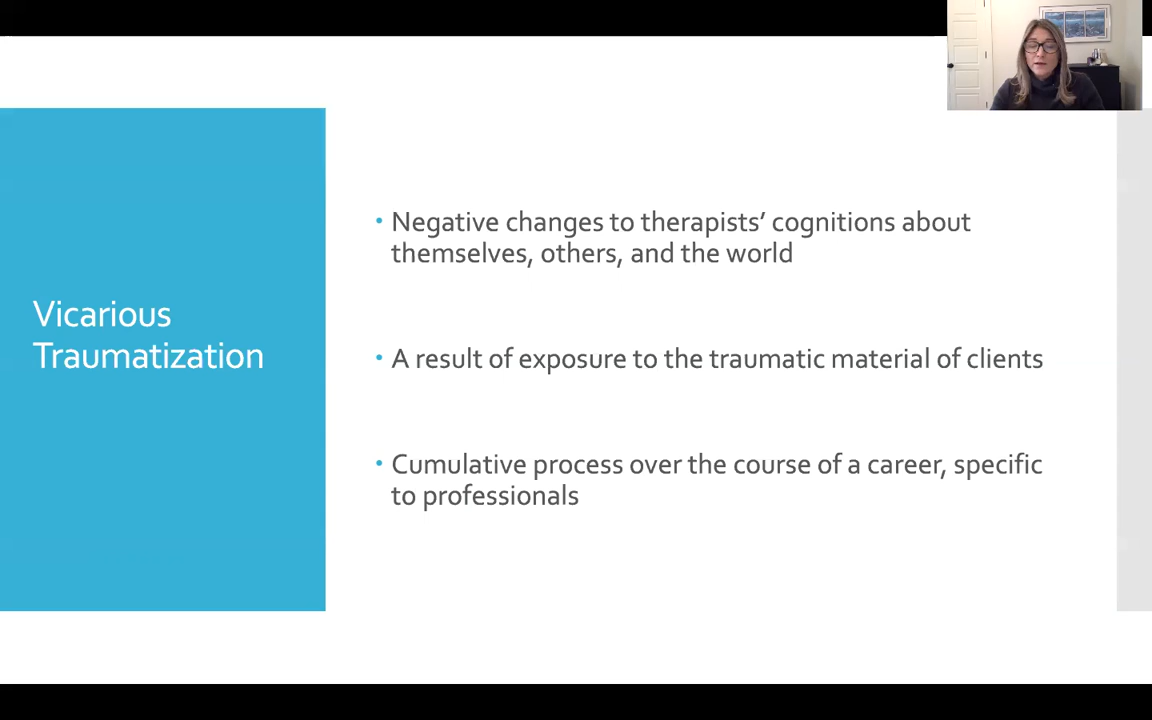 Vicarious
Traumatization
• Negative changes to therapists’ cognitions about
themselves, others, and the world
• A result of exposure to the traumatic material of clients
• Cumulative process over the course of a career, specific
to professionals